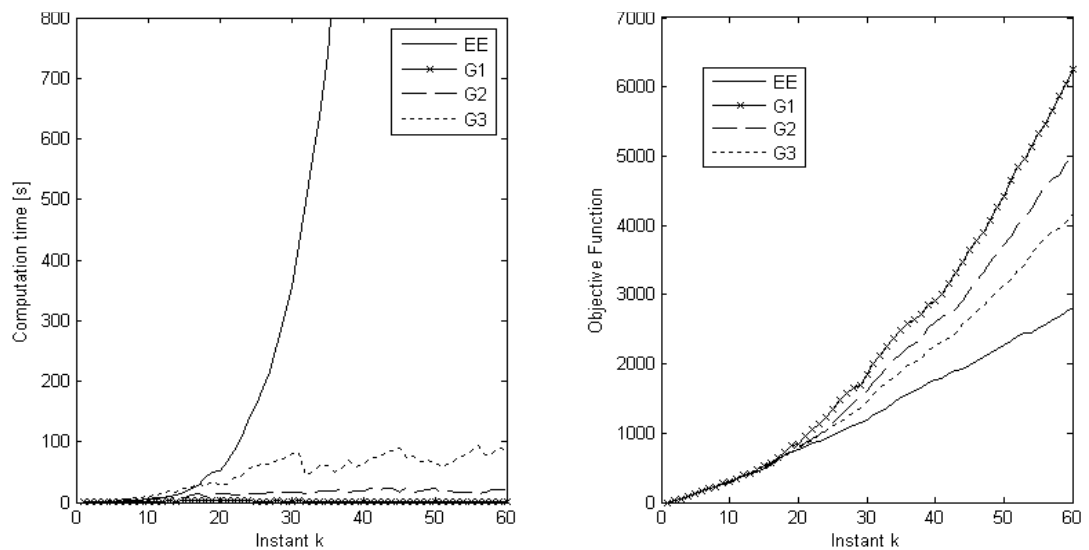 800
700
600
500
400
300
200
100
0
Computation time [s]
0 10 20 30 40 50 60
Instant k
EE
G1
G2
G3
7000
6000
5000
4000
3000
2000
1000
0
Objective Function
0 10 20 30 40 50 60
Instant k
EE
G1
G2
G3